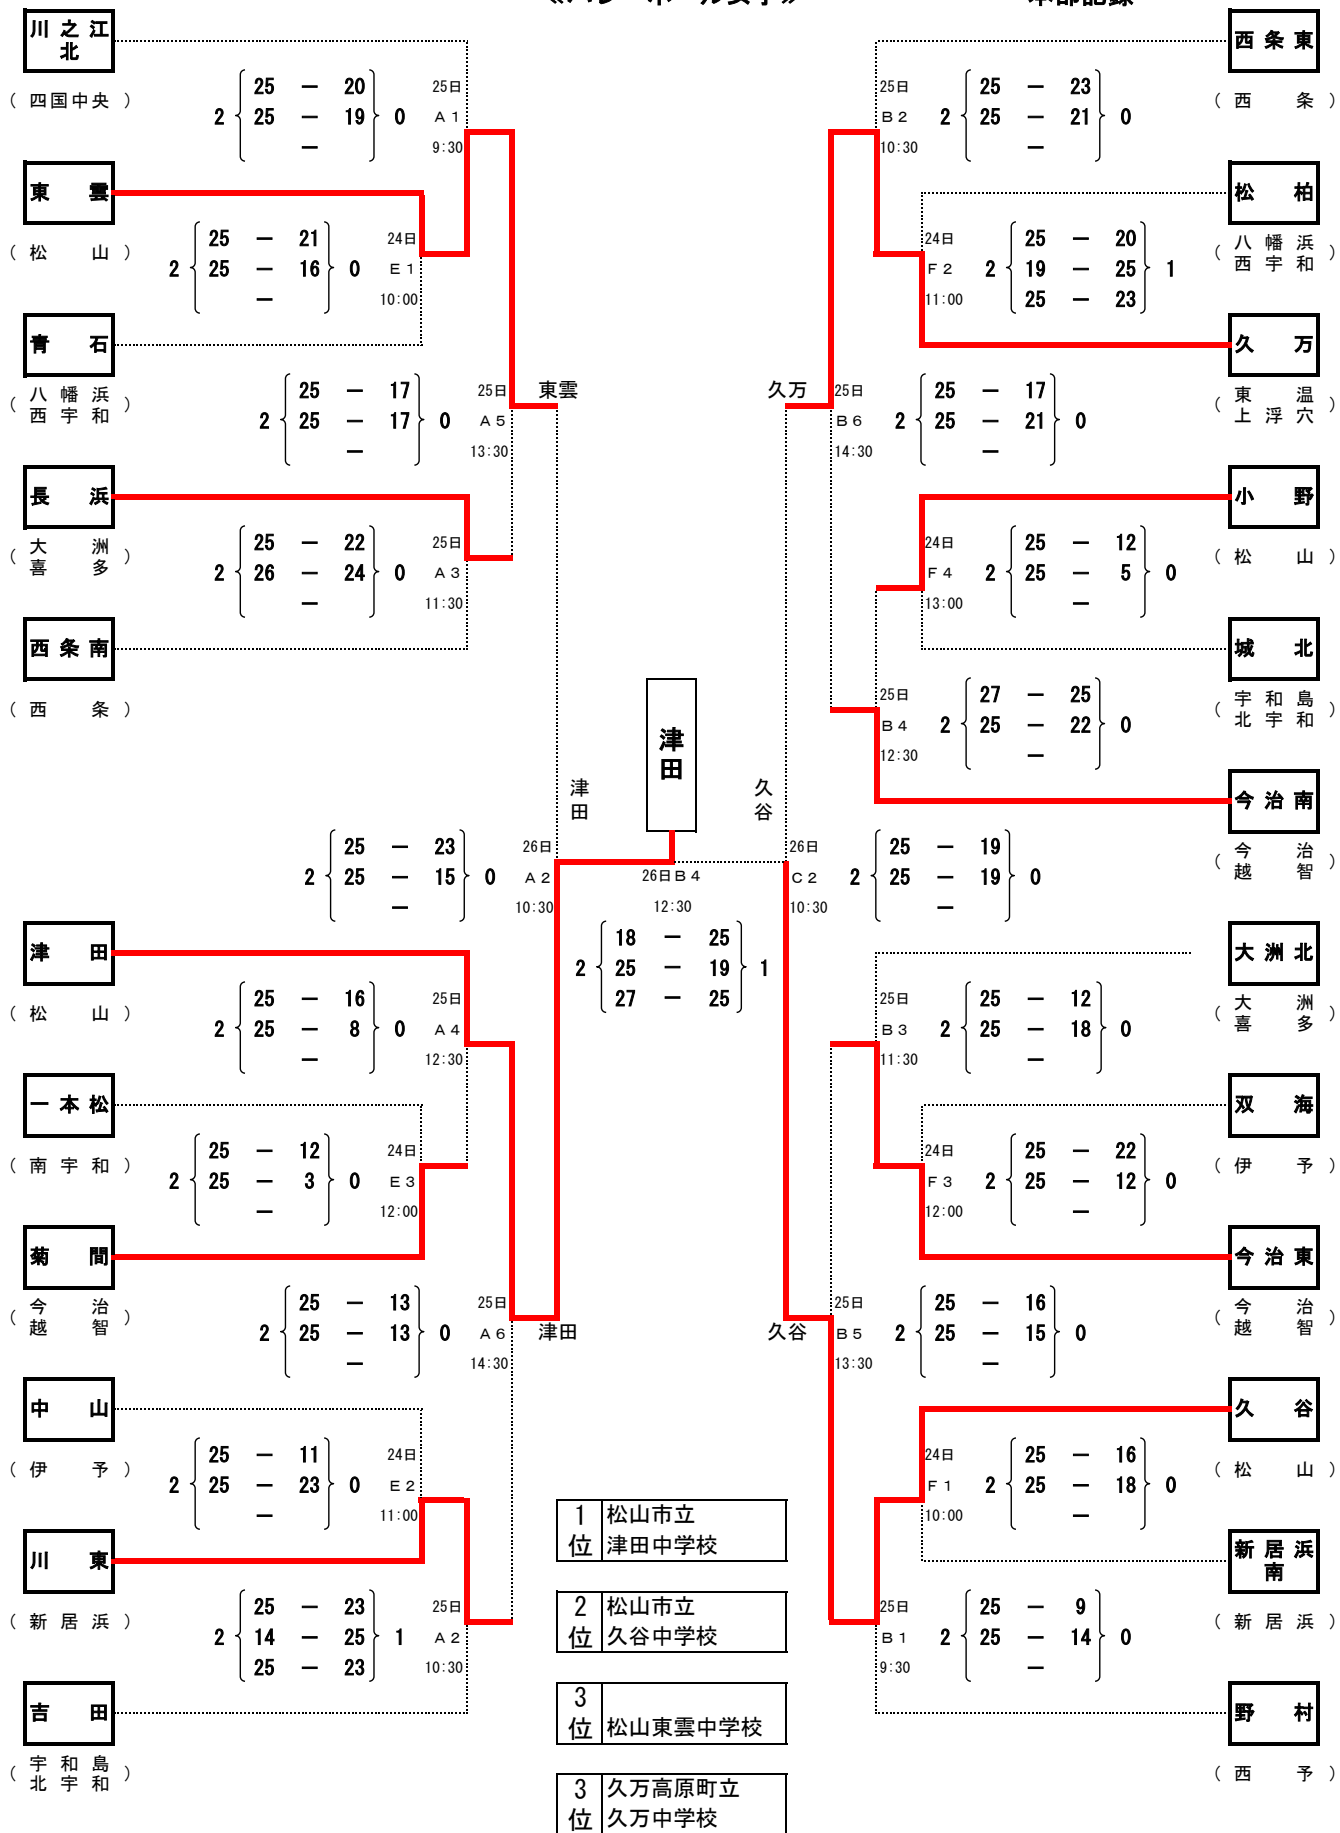 川之江北
（四国中央）
25 － 20
2 25 － 19 0
－
25日
A1
9:30
東雲
（松山）
25 － 21
2 25 － 16 0
－
24日
E1
10:00
青石
（八幡浜西宇和）
25 － 17
2 25 － 17 0
－
25日
A5
13:30
東雲
長浜
（大洲喜多）
25 － 22
2 26 － 24 0
－
25日
A3
11:30
西条南
（西条）
津田
25 － 23
2 25 － 15 0
－
26日
A2
10:30
津田
（松山）
25 － 16
2 25 － 8 0
－
25日
A4
12:30
一本松
（南宇和）
25 － 12
2 25 － 3 0
－
24日
E3
12:00
菊間
（今治越智）
25 － 13
2 25 － 13 0
－
25日
A6
14:30
津田
中山
（伊予）
25 － 11
2 25 － 23 0
－
24日
E2
11:00
川東
（新居浜）
25 － 23
2 14 － 25 1
25 － 23
25日
A2
10:30
吉田
（宇和島北宇和）
津田
26日B4
12:30
18 － 25
2 25 － 19 1
27 － 25
西条東
（西条）
25日
B2
10:30
25 － 23
2 25 － 21 0
－
松柏
（八幡浜西宇和）
24日
F2
11:00
25 － 20
2 19 － 25 1
25 － 23
久万
（東温上浮穴）
久万
25日
B6
14:30
25 － 17
2 25 － 21 0
－
小野
（松山）
24日
F4
13:00
25 － 12
2 25 － 5 0
－
城北
（宇和島北宇和）
25日
B4
12:30
27 － 25
2 25 － 22 0
－
今治南
（今治越智）
久谷
26日
C2
10:30
25 － 19
2 25 － 19 0
－
大洲北
（大洲喜多）
25日
B3
11:30
25 － 12
2 25 － 18 0
－
双海
（伊予）
24日
F3
12:00
25 － 22
2 25 － 12 0
－
今治東
（今治越智）
久谷
25日
B5
13:30
25 － 16
2 25 － 15 0
－
久谷
（松山）
24日
F1
10:00
25 － 16
2 25 － 18 0
－
新居浜南
（新居浜）
25日
B1
9:30
25 － 9
2 25 － 14 0
－
野村
（西予）
1位 松山市立
津田中学校
2位 松山市立
久谷中学校
3位 松山東雲中学校
3位 久万高原町立
久万中学校